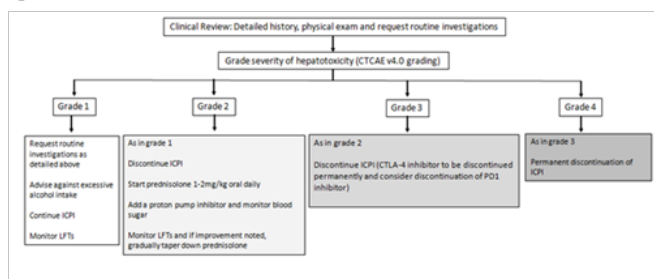 Clinical Review: Detailed history, physical exam and request routine investigations
Grade severity of hepatotoxicity (CTCAE v4.0 grading)
Grade 1
Grade 2
Grade 3
Grade 4
Request routine
investigations as
detailed above
Advise against excessive
alcohol intake
Continue ICPI
Monitor LFTs
As in grade 1
Discontinue ICPI
Start prednisolone 1-2mg/kg oral daily
Add a proton pump inhibitor and monitor blood
sugar
Monitor LFTs and if improvement noted,
gradually taper down prednisolone
As in grade 2
Discontinue ICPI (CTLA-4 inhibitor to be discontinued
permanently and consider discontinuation of PD1
inhibitor)
As in grade 3
Permanent discontinuation of
ICPI